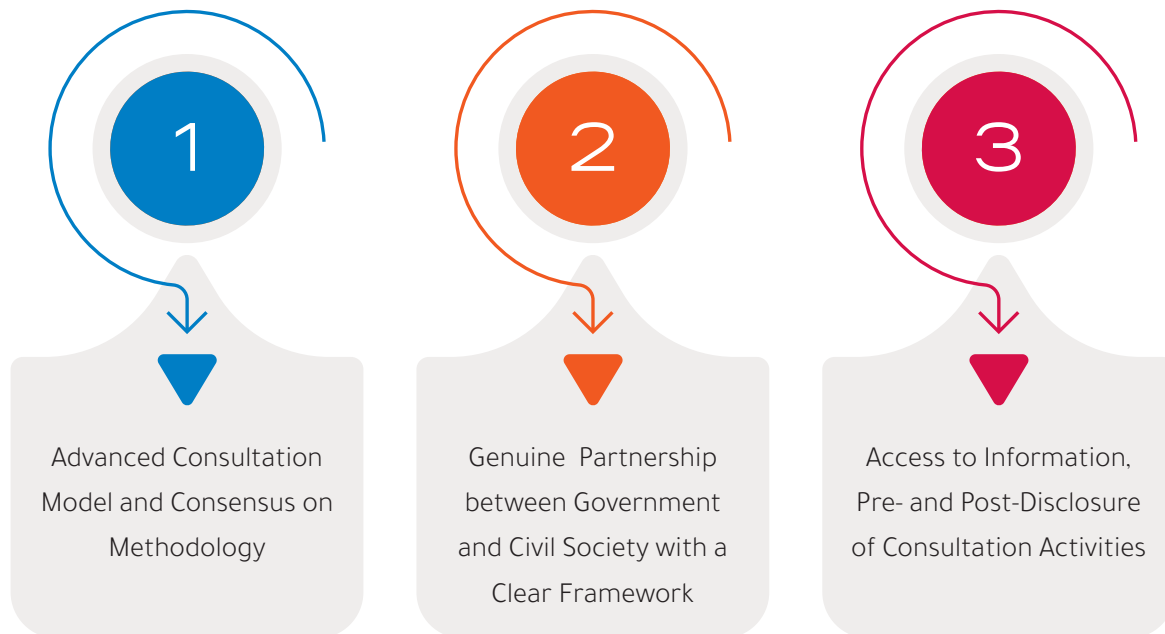 1
Advanced Consultation
Model and Consensus on
Methodology
2
Genuine Partnership
between Government
and Civil Society with a
Clear Framework
3
Access to Information,
Pre- and Post-Disclosure
of Consultation Activities